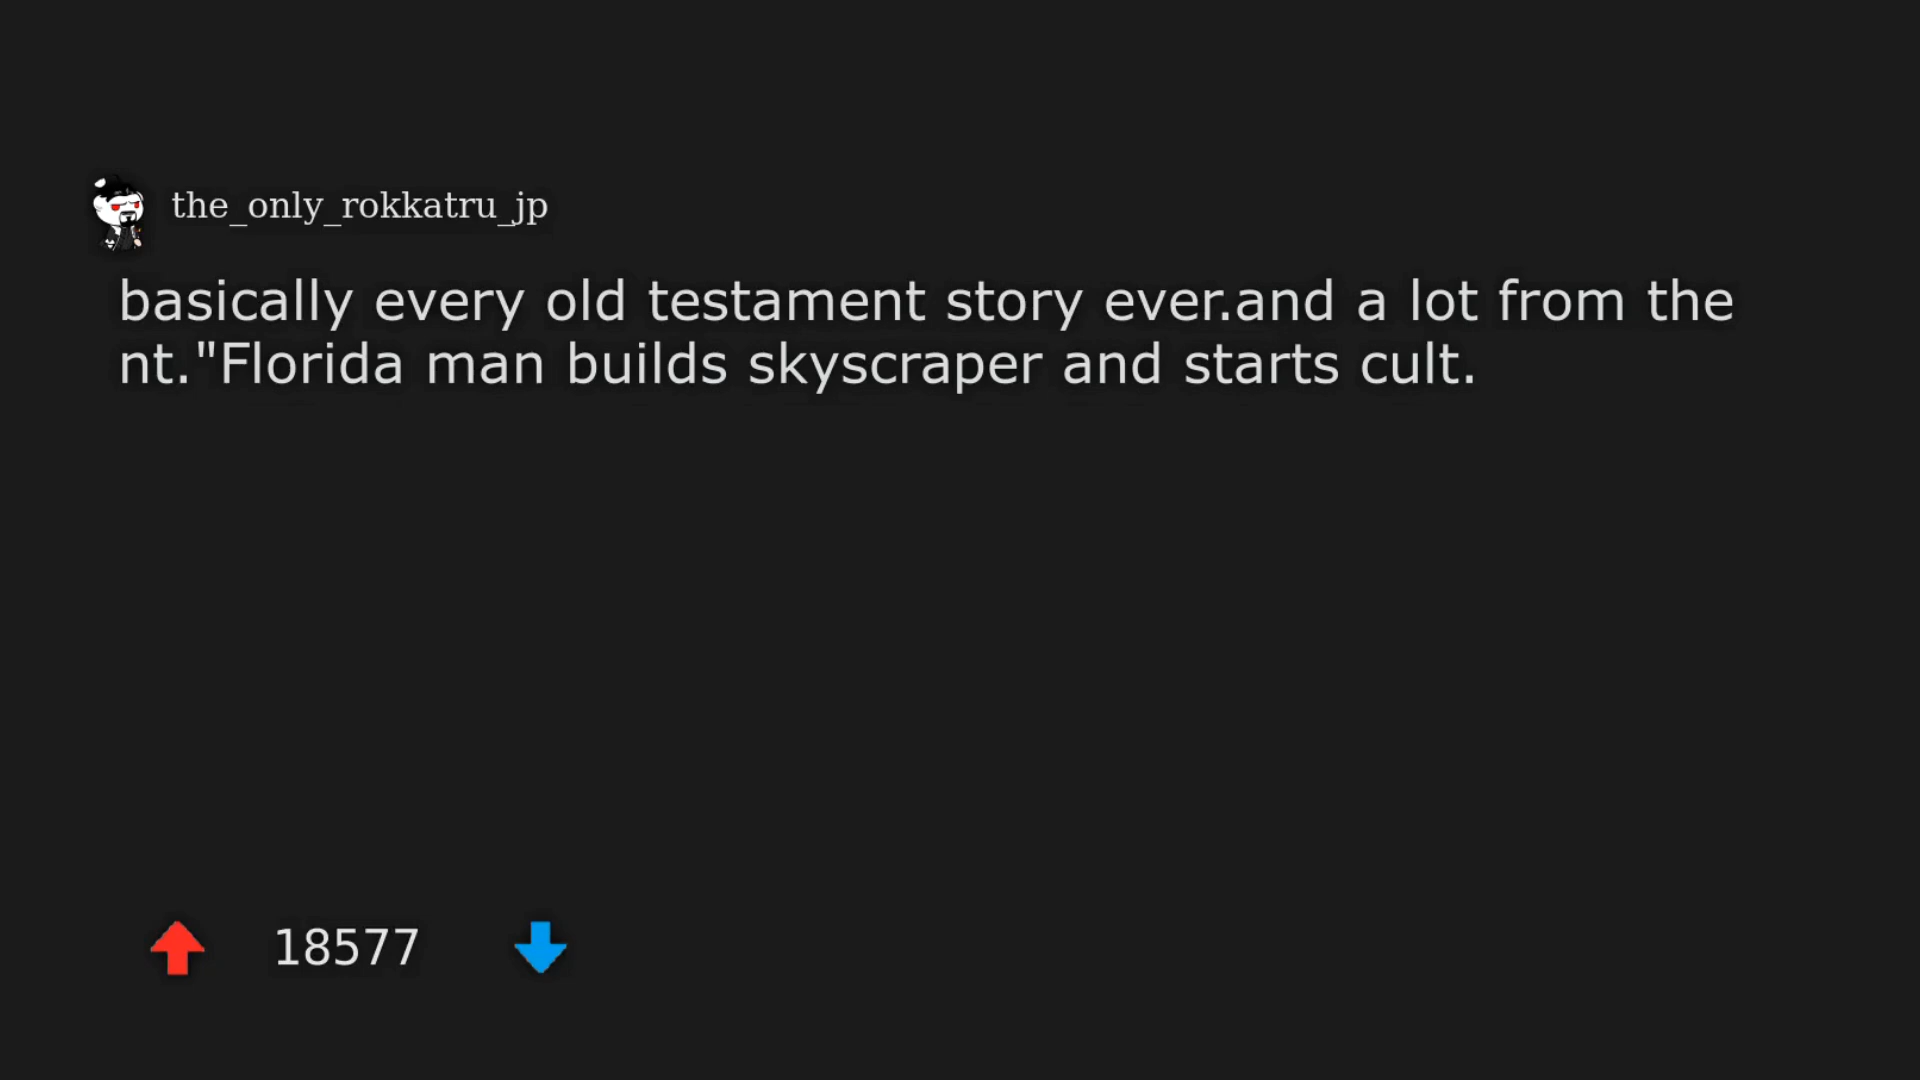 the_only_rokkatru_jp
basically every old testament story ever.and a lot from the
nt."Florida man builds skyscraper and starts cult.
18577